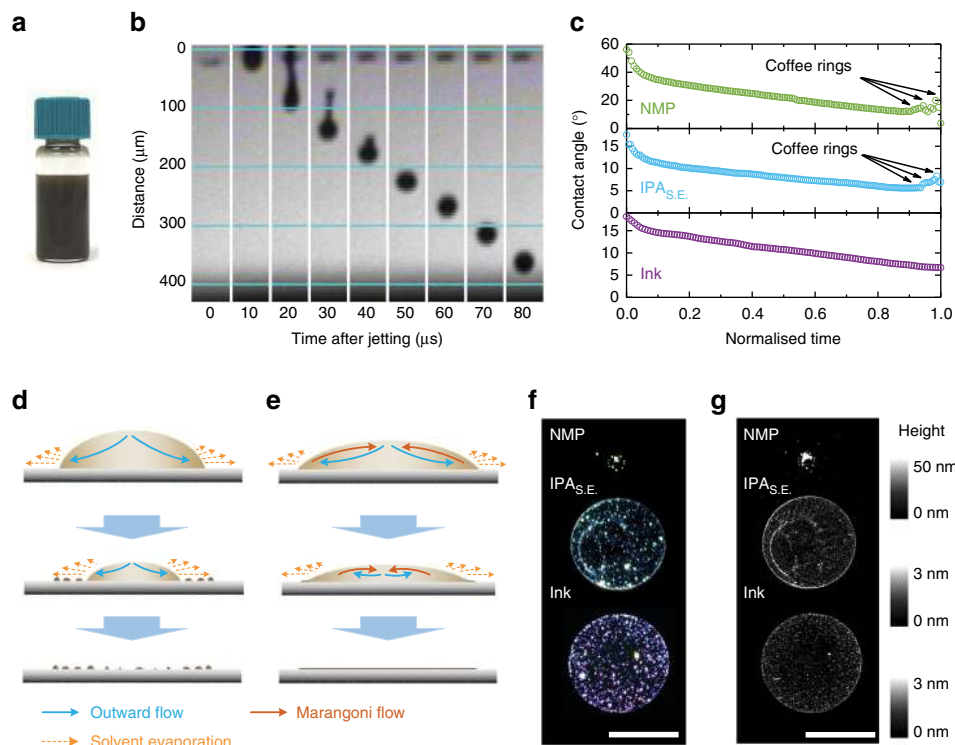 a
b
0
100
200
300
400
Distance (μm)
0 10 20 30 40 50 60 70 80
Time after jetting (μs)
c
60
40
20
0
Coffee rings
NMP
15
10
5
0
Coffee rings
IPAS.E.
15
10
5
0
Ink
Contact angle (°)
0.0 0.2 0.4 0.6 0.8 1.0
Normalised time
d
e
Outward flow
Marangoni flow
Solvent evaporation
f
NMP
IPAS.E.
Ink
g
NMP
IPAS.E.
Ink
Height
50 nm
0 nm
3 nm
0 nm
3 nm
0 nm